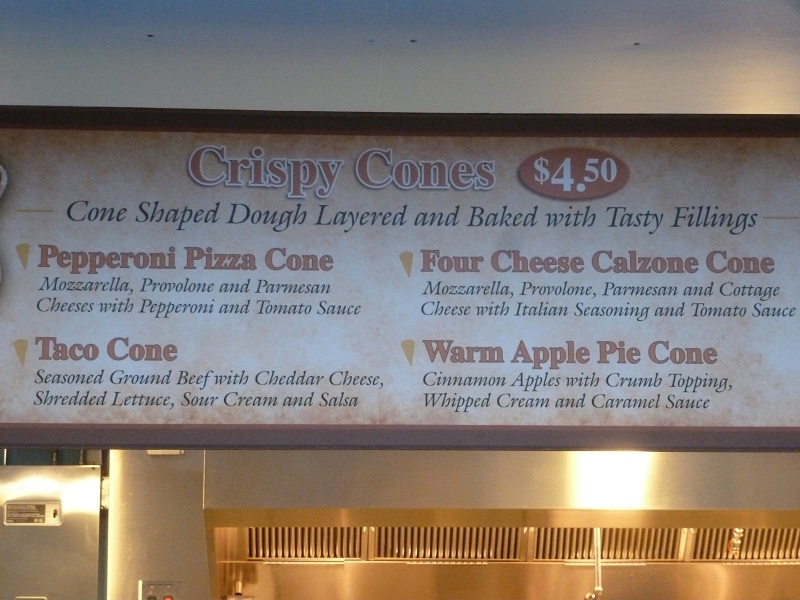 Crispy Cones $4.50
Cone Shaped Dough Layered and Baked with Tasty Fillings
Pepperoni Pizza Cone
Mozzarella, Provolone and Parmesan
Cheeses with Pepperoni and Tomato Sauce
Four Cheese Calzone Cone
Mozzarella, Provolone, Parmesan and Cottage
Cheese with Italian Seasoning and Tomato Sauce
Taco Cone
Seasoned Ground Beef with Cheddar Cheese,
Shredded Lettuce, Sour Cream and Salsa
Warm Apple Pie Cone
Cinnamon Apples with Crumb Topping,
Whipped Cream and Caramel Sauce